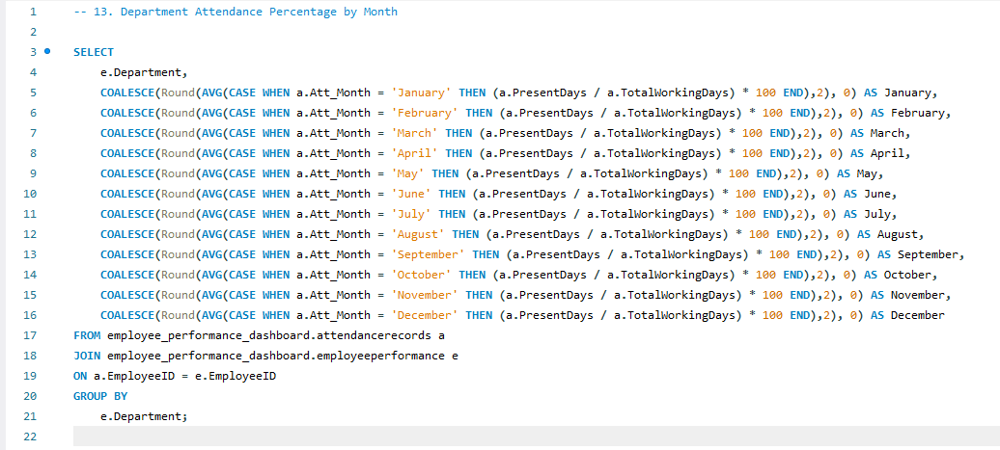 1 -- 13. Department Attendance Percentage by Month
2
3 SELECT
4 e.Department,
5 COALESCE(Round(AVG(CASE WHEN a.Att_Month = 'January' THEN (a.PresentDays / a.TotalWorkingDays) * 100 END),2), 0) AS January,
6 COALESCE(Round(AVG(CASE WHEN a.Att_Month = 'February' THEN (a.PresentDays / a.TotalWorkingDays) * 100 END),2), 0) AS February,
7 COALESCE(Round(AVG(CASE WHEN a.Att_Month = 'March' THEN (a.PresentDays / a.TotalWorkingDays) * 100 END),2), 0) AS March,
8 COALESCE(Round(AVG(CASE WHEN a.Att_Month = 'April' THEN (a.PresentDays / a.TotalWorkingDays) * 100 END),2), 0) AS April,
9 COALESCE(Round(AVG(CASE WHEN a.Att_Month = 'May' THEN (a.PresentDays / a.TotalWorkingDays) * 100 END),2), 0) AS May,
10 COALESCE(Round(AVG(CASE WHEN a.Att_Month = 'June' THEN (a.PresentDays / a.TotalWorkingDays) * 100 END),2), 0) AS June,
11 COALESCE(Round(AVG(CASE WHEN a.Att_Month = 'July' THEN (a.PresentDays / a.TotalWorkingDays) * 100 END),2), 0) AS July,
12 COALESCE(Round(AVG(CASE WHEN a.Att_Month = 'August' THEN (a.PresentDays / a.TotalWorkingDays) * 100 END),2), 0) AS August,
13 COALESCE(Round(AVG(CASE WHEN a.Att_Month = 'September' THEN (a.PresentDays / a.TotalWorkingDays) * 100 END),2), 0) AS September,
14 COALESCE(Round(AVG(CASE WHEN a.Att_Month = 'October' THEN (a.PresentDays / a.TotalWorkingDays) * 100 END),2), 0) AS October,
15 COALESCE(Round(AVG(CASE WHEN a.Att_Month = 'November' THEN (a.PresentDays / a.TotalWorkingDays) * 100 END),2), 0) AS November,
16 COALESCE(Round(AVG(CASE WHEN a.Att_Month = 'December' THEN (a.PresentDays / a.TotalWorkingDays) * 100 END),2), 0) AS December
17 FROM employee_performance_dashboard.attendancerecords a
18 JOIN employee_performance_dashboard.employeeperformance e
19 ON a.EmployeeID = e.EmployeeID
20 GROUP BY
21 e.Department;
22